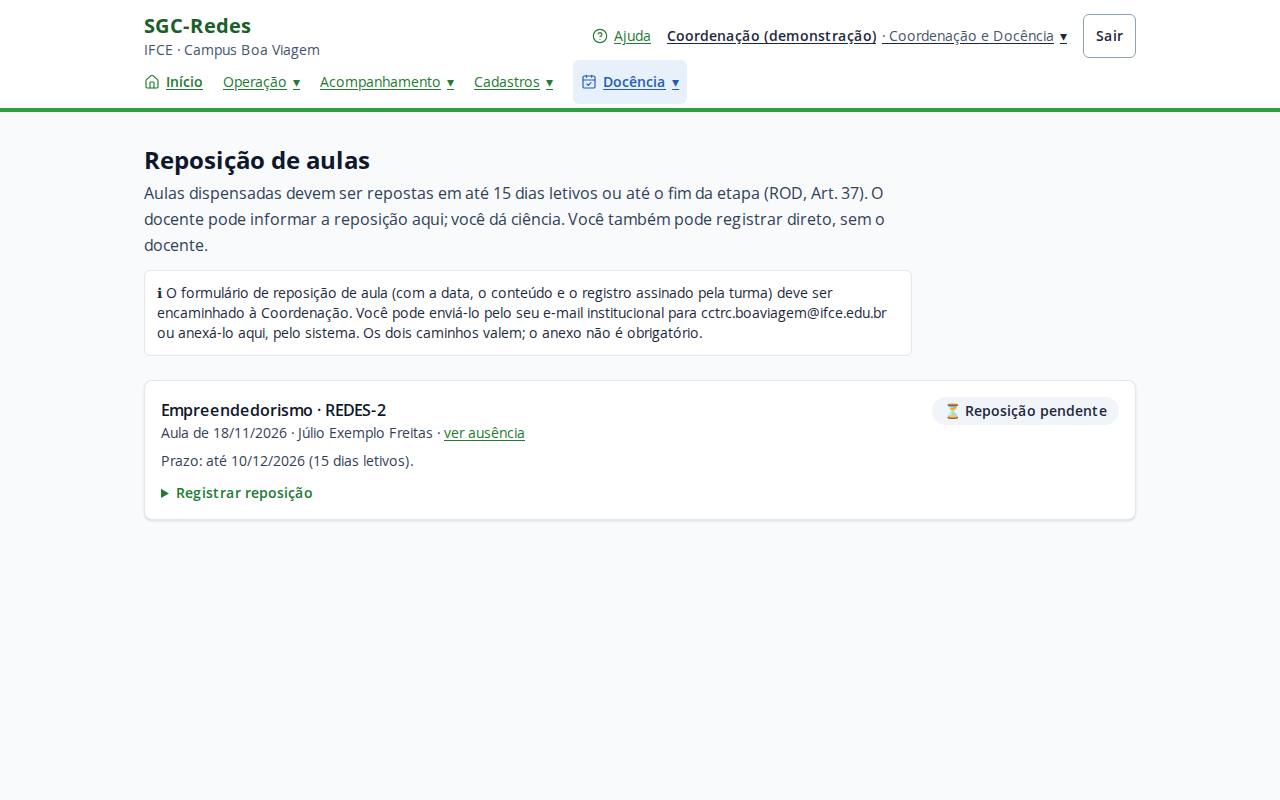 SGC-Redes
IFCE · Campus Boa Viagem
Ajuda
Coordenação (demonstração) · Coordenação e Docência ▾
Sair
Início
Operação ▾
Acompanhamento ▾
Cadastros ▾
Docência ▾
Reposição de aulas
Aulas dispensadas devem ser repostas em até 15 dias letivos ou até o fim da etapa (ROD, Art. 37). O
docente pode informar a reposição aqui; você dá ciência. Você também pode registrar direto, sem o
docente.
ℹ O formulário de reposição de aula (com a data, o conteúdo e o registro assinado pela turma) deve ser
encaminhado à Coordenação. Você pode enviá-lo pelo seu e-mail institucional para cctrc.boaviagem@ifce.edu.br
ou anexá-lo aqui, pelo sistema. Os dois caminhos valem; o anexo não é obrigatório.
Empreendedorismo · REDES-2
⏳ Reposição pendente
Aula de 18/11/2026 · Júlio Exemplo Freitas · ver ausência
Prazo: até 10/12/2026 (15 dias letivos).
▶ Registrar reposição